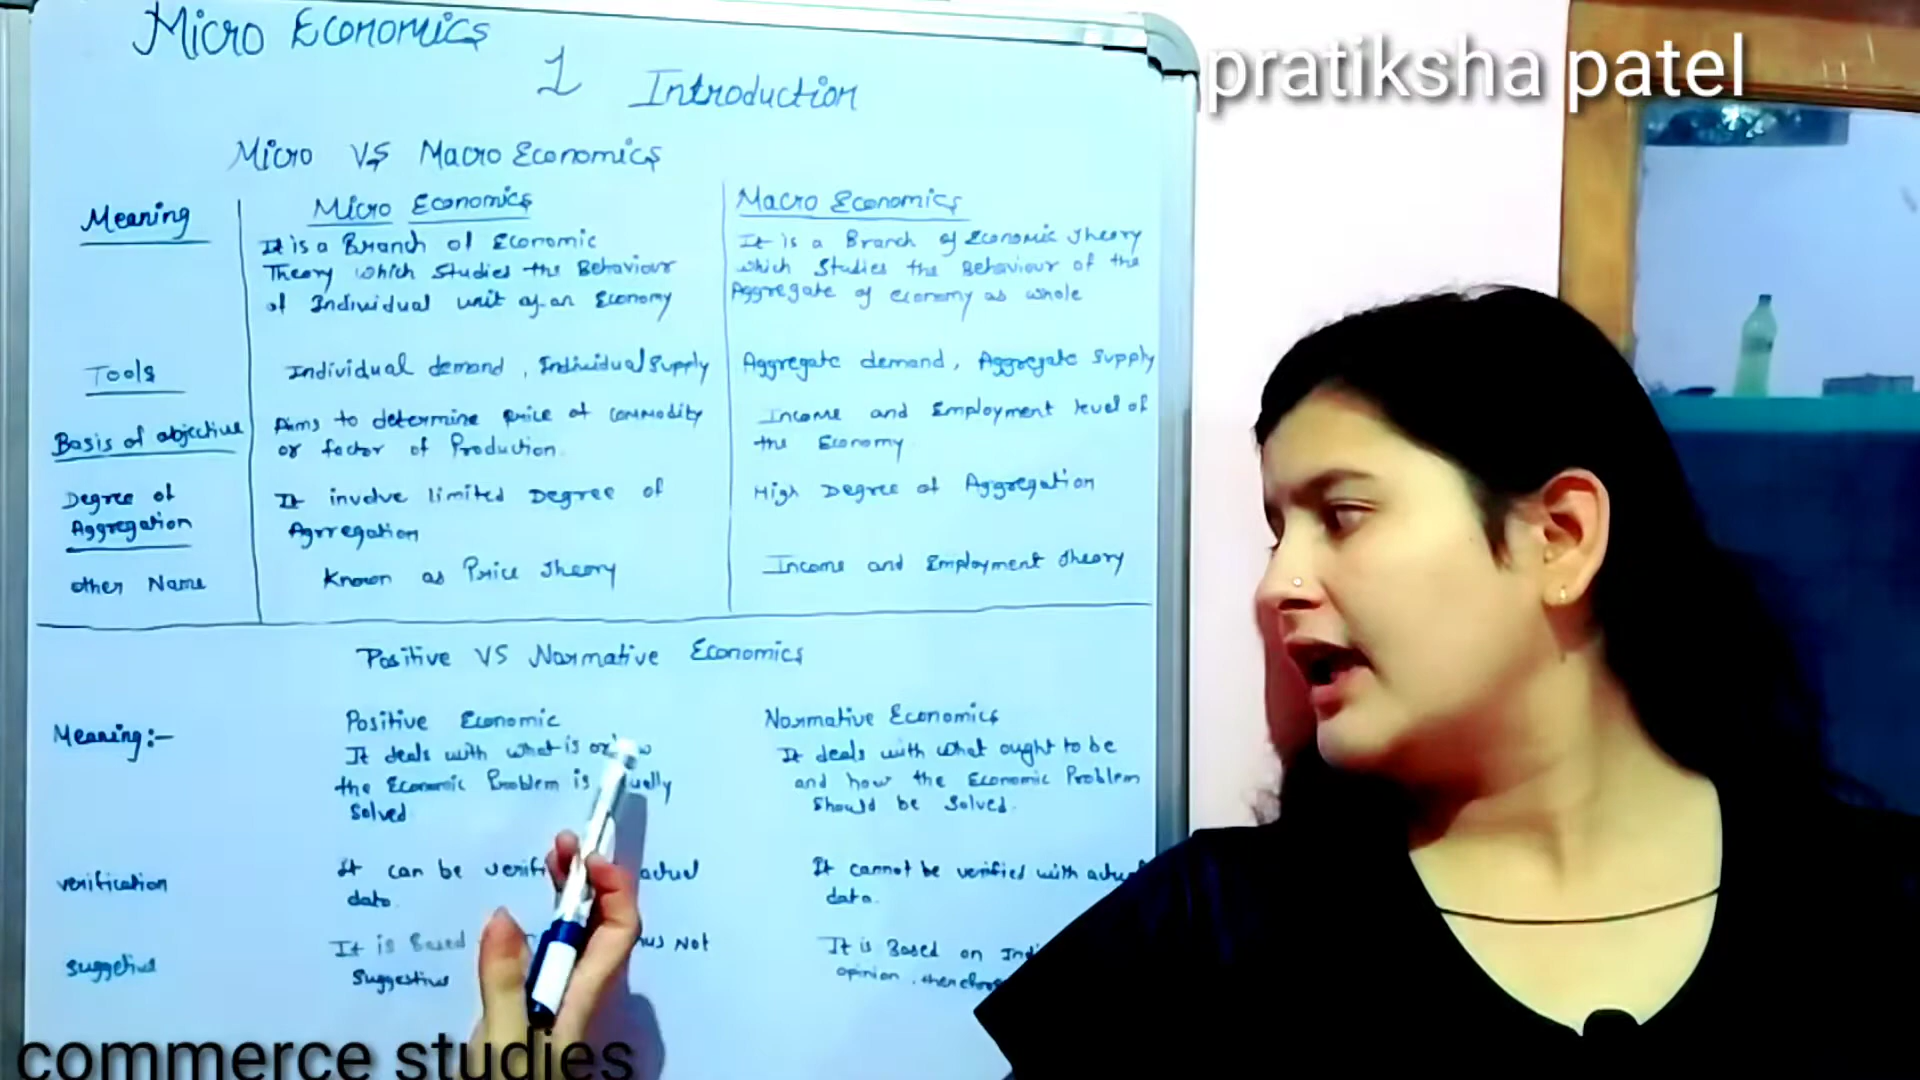 Micro Economics
1 Introduction
pratiksha patel
Micro VS Macro Economics
Meaning
Micro Economics
It is a Branch of Economic
Theory which studies the Behaviour
of Individual unit of an Economy
Macro Economics
It is a Branch of Economic Theory
which Studies the Behaviour of the
Aggregate of economy as whole
Tools
Individual demand, Individual Supply
Aggregate demand, Aggregate Supply
Basis of objective
Aims to determine price of commodity
or factor of Production.
Income and Employment level of
the Economy
Degree of
Aggregation
It involve limited Degree of
Agrregation
High Degree of Aggregation
other Name
Known as Price Theory
Income and Employment Theory
Positive VS Normative Economics
Meaning:-
Positive Economic
It deals with what is or
the Economic Problem is
Solved
Normative Economics
It deals with what ought to be
and how the Economic Problem
Should be Solved.
verification
It can be
data.
It cannot be verified with
data.
It is Based Not
Suggestive
It is Based on
opinion.
commerce studies